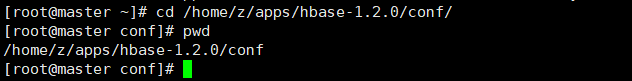 [root@master ~]# cd /home/z/apps/hbase-1.2.0/conf/
[root@master conf]# pwd
/home/z/apps/hbase-1.2.0/conf
[root@master conf]#